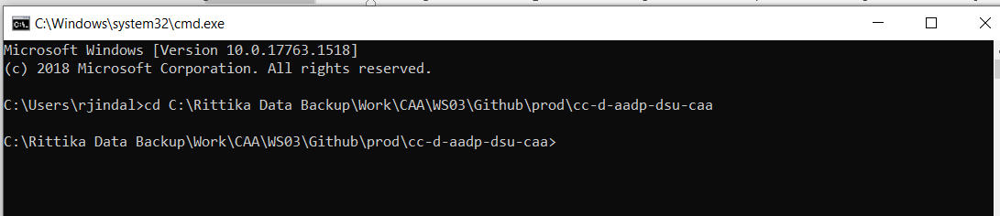 C:\Windows\system32\cmd.exe
Microsoft Windows [Version 10.0.17763.1518]
(c) 2018 Microsoft Corporation. All rights reserved.
C:\Users\rjindal>cd C:\Rittika Data Backup\Work\CAA\WS03\Github\prod\cc-d-aadp-dsu-caa
C:\Rittika Data Backup\Work\CAA\WS03\Github\prod\cc-d-aadp-dsu-caa>